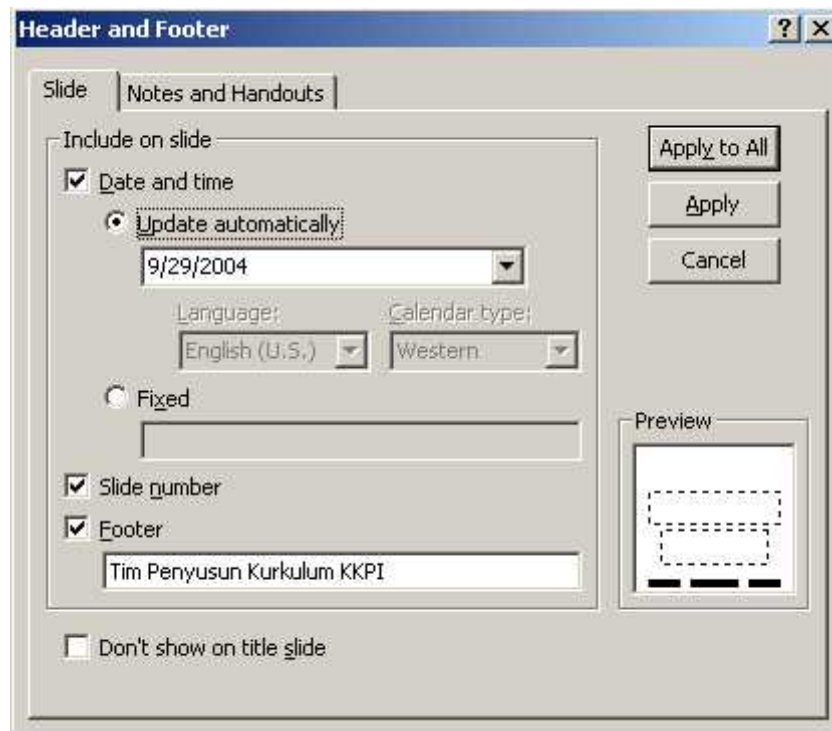 Header and Footer
Slide
Notes and Handouts
Include on slide
Date and time
Update automatically
9/29/2004
Language:
Calendar type:
English (U.S.)
Western
Fixed
Slide number
Footer
Tim Penyusun Kurkulum KKPI
Don't show on title slide
Apply to All
Apply
Cancel
Preview